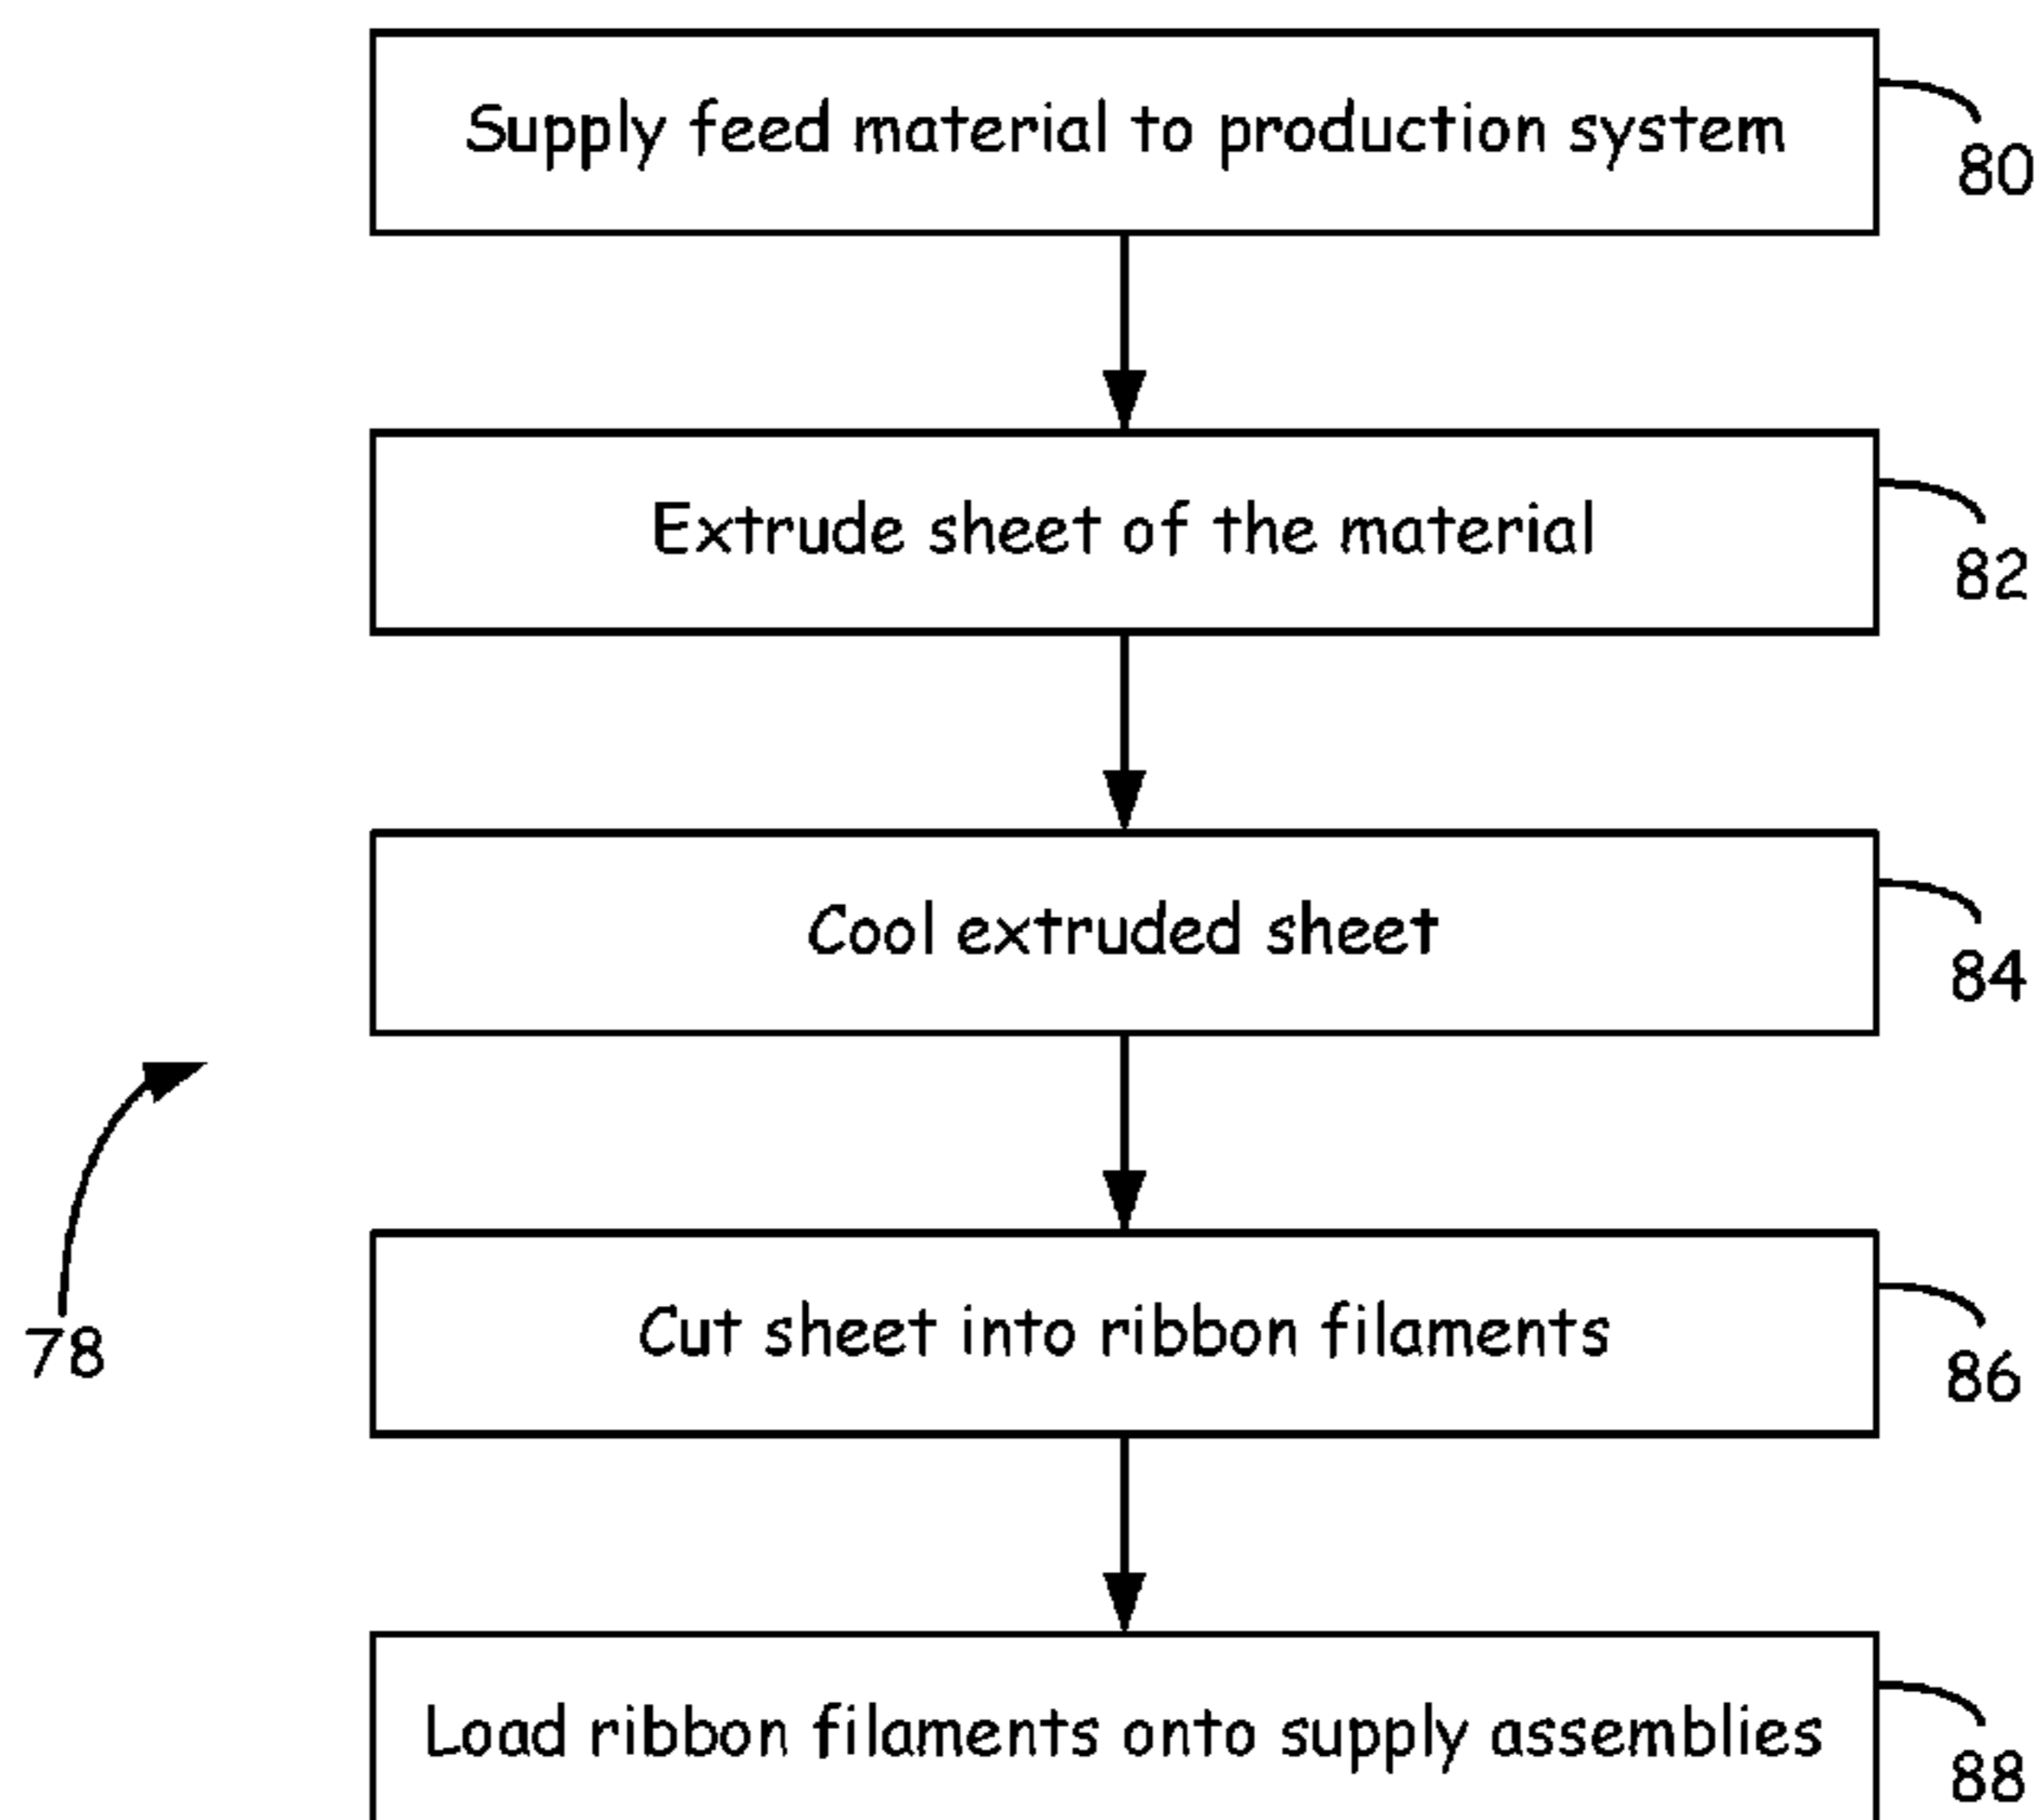 Supply feed material to production system
80
Extrude sheet of the material
82
Cool extruded sheet
84
Cut sheet into ribbon filaments
78
86
Load ribbon filaments onto supply assemblies
88